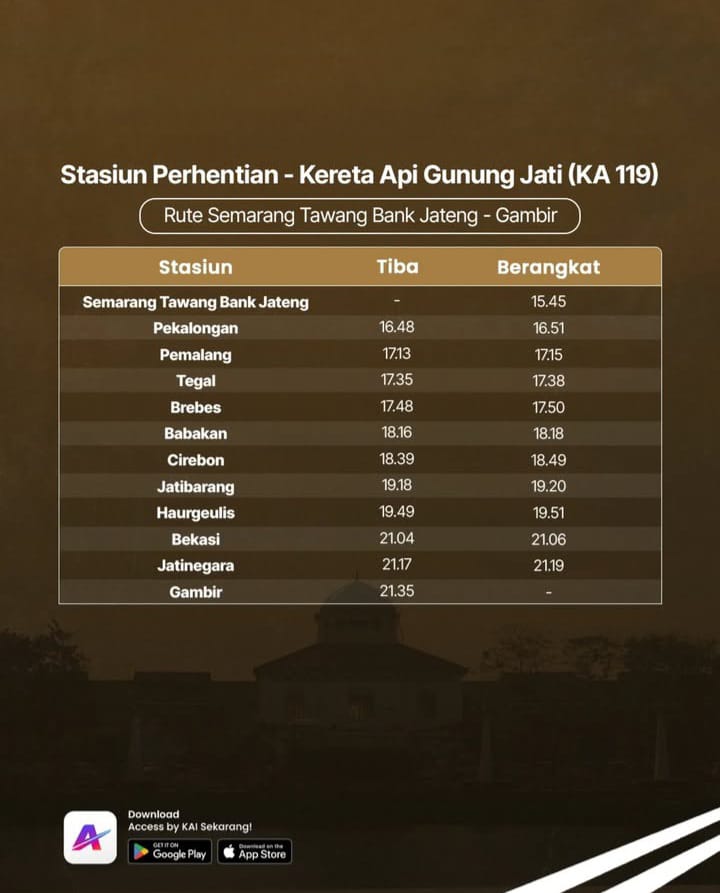 Stasiun Perhentian - Kereta Api Gunung Jati (KA 119)
Rute Semarang Tawang Bank Jateng - Gambir
Stasiun Tiba Berangkat
Semarang Tawang Bank Jateng - 15.45
Pekalongan 16.48 16.51
Pemalang 17.13 17.15
Tegal 17.35 17.38
Brebes 17.48 17.50
Babakan 18.16 18.18
Cirebon 18.39 18.49
Jatibarang 19.18 19.20
Haurgeulis 19.49 19.51
Bekasi 21.04 21.06
Jatinegara 21.17 21.19
Gambir 21.35 -
Download
Access by KAI Sekarang!
GET IT ON
Google Play
Download on the
App Store